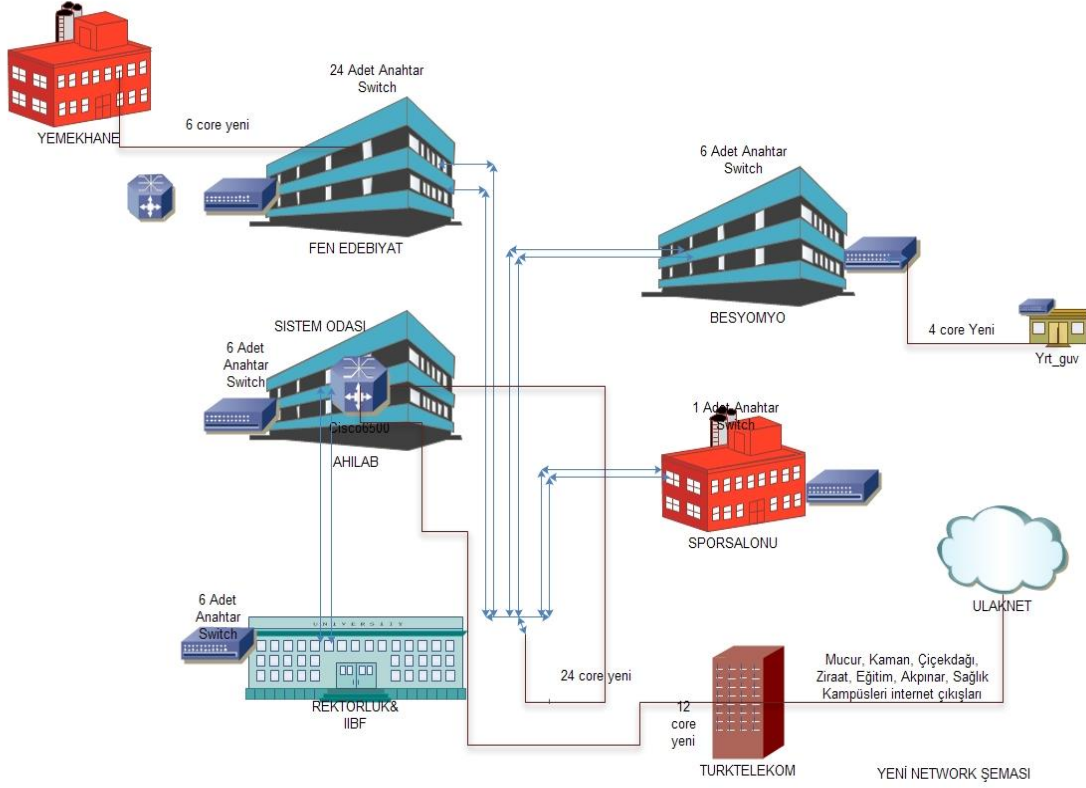 24 Adet Anahtar
Switch
YEMEKHANE
6 core yeni
FEN EDEBIYAT
6 Adet Anahtar
Switch
BESYOMYO
4 core Yeni
Yrt_guv
SISTEM ODASI
6 Adet
Anahtar
Switch
Cisco6500
AHILAB
1 Adet Anahtar
Switch
SPORSALONU
ULAKNET
6 Adet
Anahtar
Switch
UNIVERSITY
REKTORLUK&
IIBF
24 core yeni
12
core
yeni
Mucur, Kaman, Çiçekdağı,
Ziraat, Eğitim, Akpınar, Sağlık
Kampüsleri internet çıkışları
TURKTELEKOM
YENİ NETWORK ŞEMASI